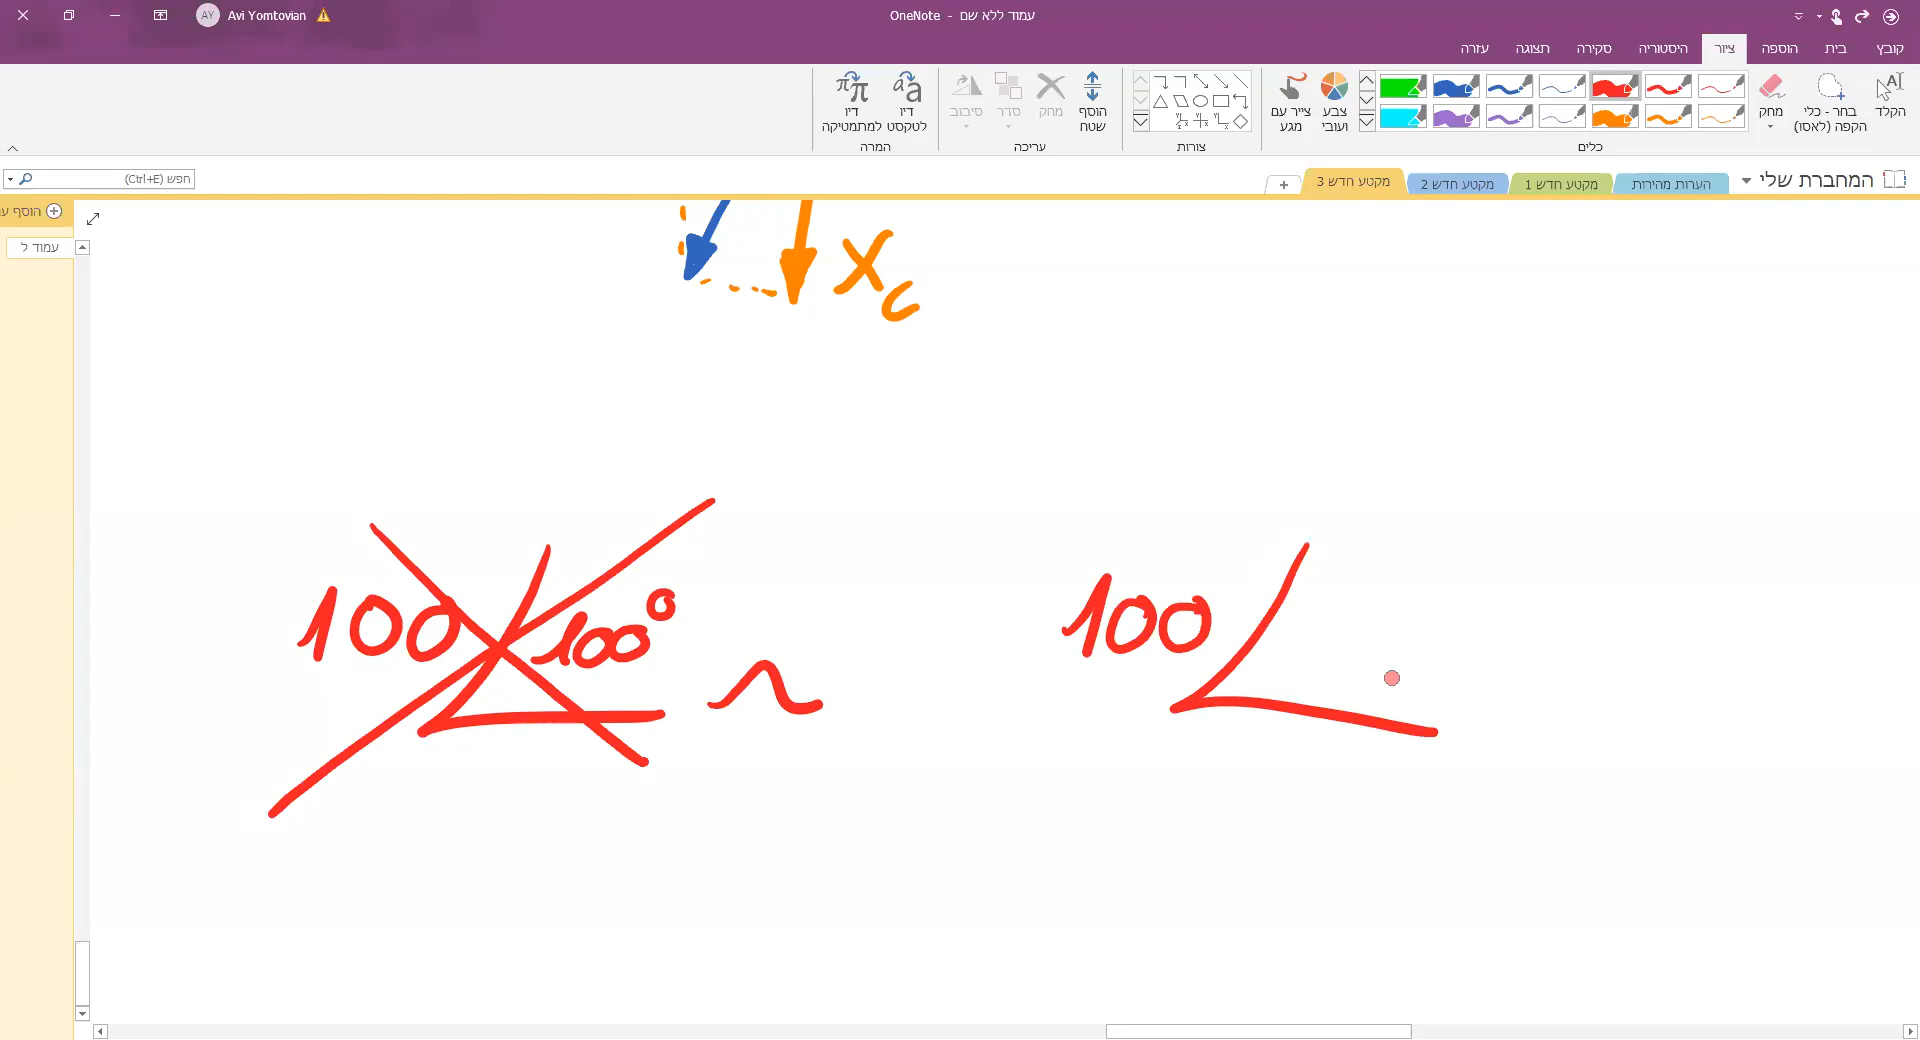 AY Avi Yomtovian
עמוד ללא שם - OneNote
קובץ בית הוספה ציור היסטוריה סקירה תצוגה עזרה
הקלד
בחר - כלי הקפה (לאסו)
מחק
כלים
צבע ועובי
צייר עם מגע
צורות
הוסף שטח
מחק
סדר
סיבוב
עריכה
דיו לטקסט
דיו למתמטיקה
המרה
המחברת שלי
הערות מהירות
מקטע חדש 1
מקטע חדש 2
מקטע חדש 3
חפש (Ctrl+E)
הוסף ע
עמוד ל
Xc
100∠100° ~
100∠